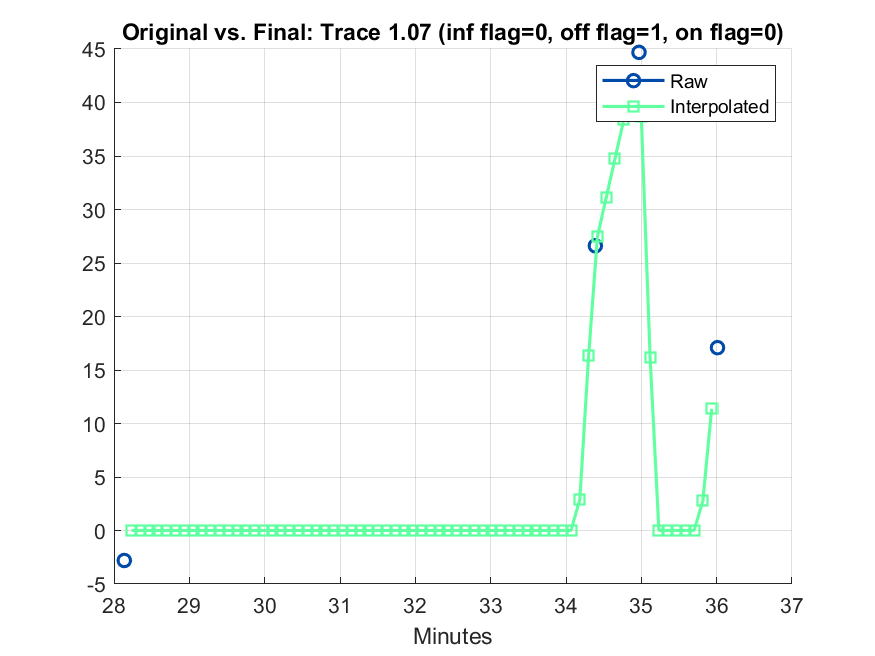 Original vs. Final: Trace 1.07 (inf flag=0, off flag=1, on flag=0)
45
40
35
30
25
20
15
10
5
0
-5
Raw
Interpolated
28 29 30 31 32 33 34 35 36 37
Minutes